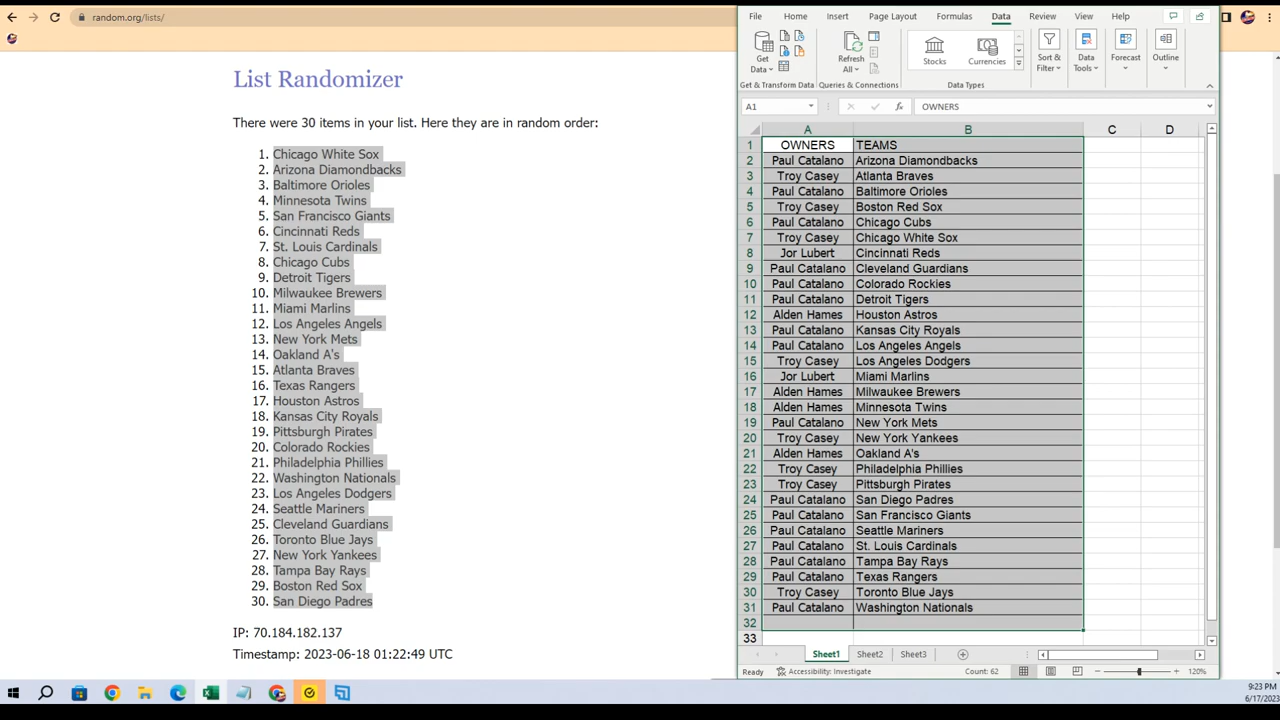 random.org/lists/
List Randomizer
There were 30 items in your list. Here they are in random order:
1. Chicago White Sox
2. Arizona Diamondbacks
3. Baltimore Orioles
4. Minnesota Twins
5. San Francisco Giants
6. Cincinnati Reds
7. St. Louis Cardinals
8. Chicago Cubs
9. Detroit Tigers
10. Milwaukee Brewers
11. Miami Marlins
12. Los Angeles Angels
13. New York Mets
14. Oakland A's
15. Atlanta Braves
16. Texas Rangers
17. Houston Astros
18. Kansas City Royals
19. Pittsburgh Pirates
20. Colorado Rockies
21. Philadelphia Phillies
22. Washington Nationals
23. Los Angeles Dodgers
24. Seattle Mariners
25. Cleveland Guardians
26. Toronto Blue Jays
27. New York Yankees
28. Tampa Bay Rays
29. Boston Red Sox
30. San Diego Padres
IP: 70.184.182.137
Timestamp: 2023-06-18 01:22:49 UTC
File Home Insert Page Layout Formulas Data Review View Help
Get Data
Refresh All
Stocks Currencies
Sort & Filter
Data Tools
Forecast
Outline
Get & Transform Data Queries & Connections Data Types
A1 fx OWNERS
A B C D
1 OWNERS TEAMS
2 Paul Catalano Arizona Diamondbacks
3 Troy Casey Atlanta Braves
4 Paul Catalano Baltimore Orioles
5 Troy Casey Boston Red Sox
6 Paul Catalano Chicago Cubs
7 Troy Casey Chicago White Sox
8 Jor Lubert Cincinnati Reds
9 Paul Catalano Cleveland Guardians
10 Paul Catalano Colorado Rockies
11 Paul Catalano Detroit Tigers
12 Alden Hames Houston Astros
13 Paul Catalano Kansas City Royals
14 Paul Catalano Los Angeles Angels
15 Troy Casey Los Angeles Dodgers
16 Jor Lubert Miami Marlins
17 Alden Hames Milwaukee Brewers
18 Alden Hames Minnesota Twins
19 Paul Catalano New York Mets
20 Troy Casey New York Yankees
21 Alden Hames Oakland A's
22 Troy Casey Philadelphia Phillies
23 Troy Casey Pittsburgh Pirates
24 Paul Catalano San Diego Padres
25 Paul Catalano San Francisco Giants
26 Paul Catalano Seattle Mariners
27 Paul Catalano St. Louis Cardinals
28 Paul Catalano Tampa Bay Rays
29 Paul Catalano Texas Rangers
30 Troy Casey Toronto Blue Jays
31 Paul Catalano Washington Nationals
32
33
Sheet1 Sheet2 Sheet3
Ready Accessibility: Investigate Count: 62 120%
9:23 PM
6/17/2023